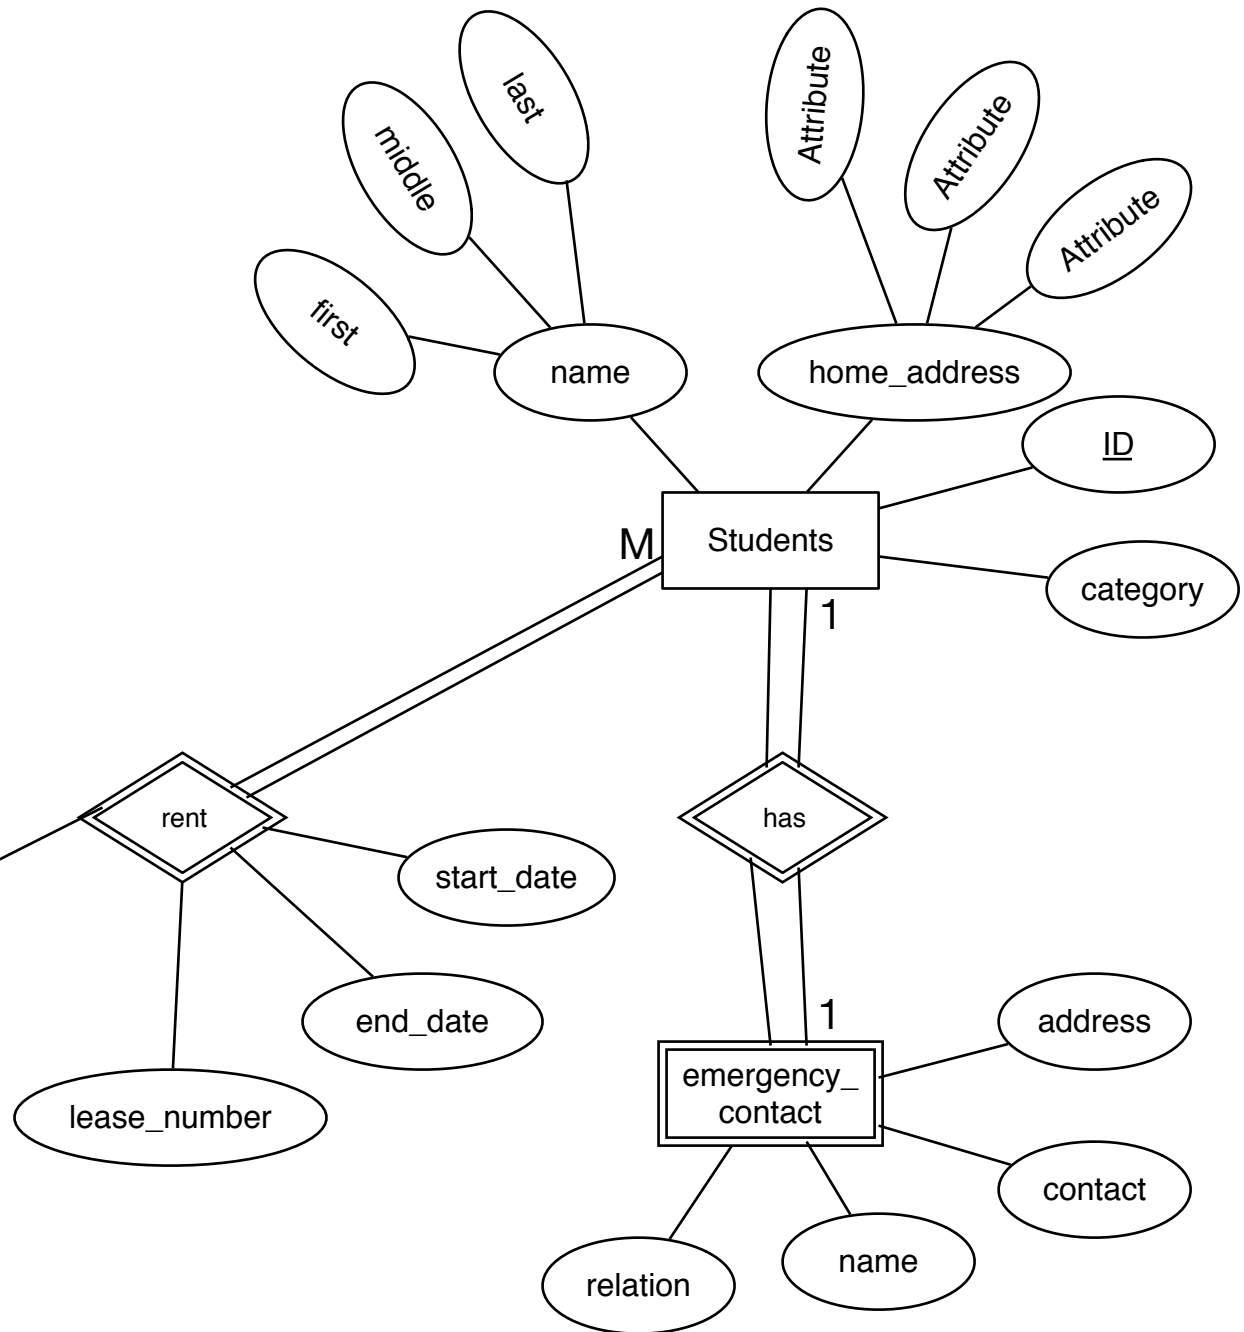 last
Attribute
middle
Attribute
Attribute
first
name
home_address
ID
M
Students
category
1
rent
has
start_date
end_date
1
address
emergency_
contact
lease_number
contact
name
relation